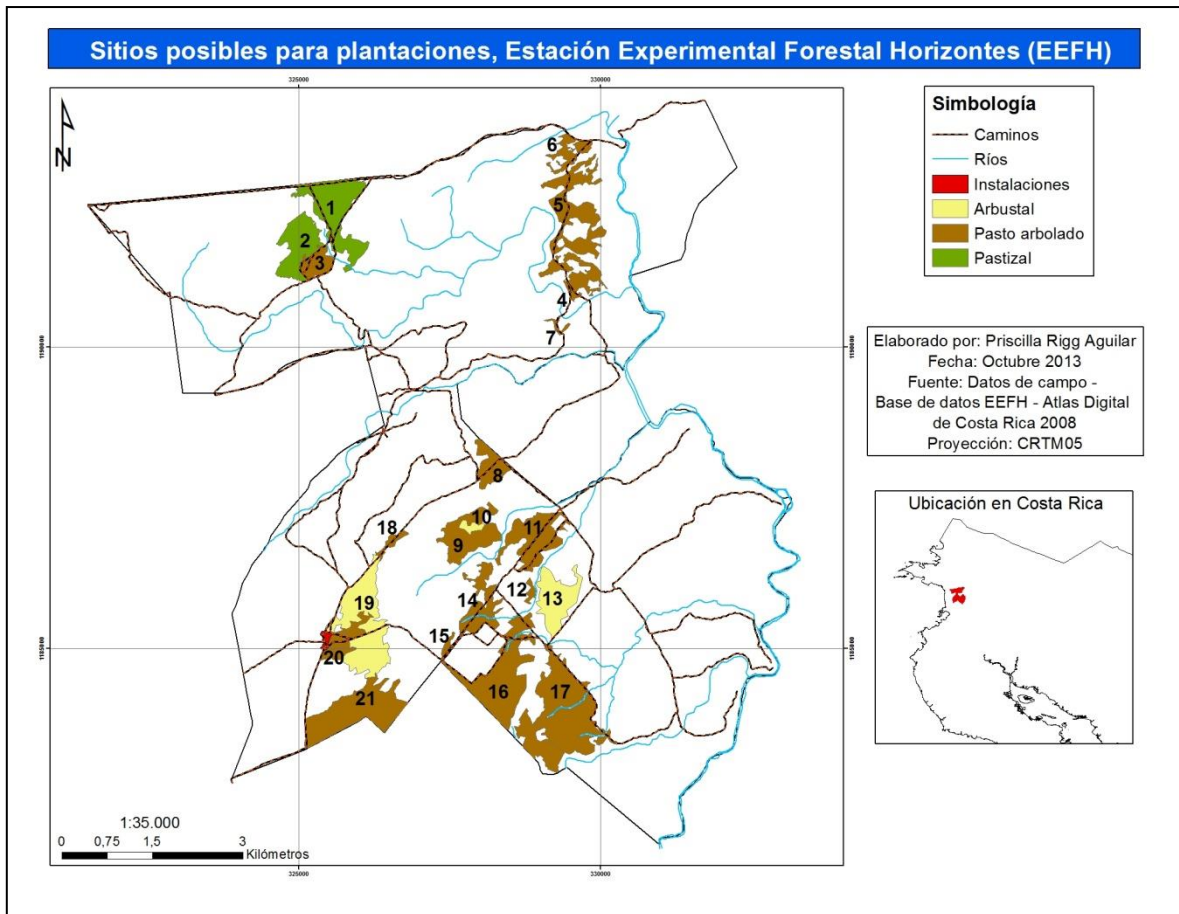 Sitios posibles para plantaciones, Estación Experimental Forestal Horizontes (EEFH)
325000
330000
N
Simbología
Caminos
Ríos
Instalaciones
Arbustal
Pasto arbolado
Pastizal
6
1
5
2
3
4
7
1190000
Elaborado por: Priscilla Rigg Aguilar
Fecha: Octubre 2013
Fuente: Datos de campo -
Base de datos EEFH - Atlas Digital
de Costa Rica 2008
Proyección: CRTM05
1190000
8
Ubicación en Costa Rica
10
18
11
9
12
13
19
14
15
1185000
20
1185000
16
17
21
1:35.000
0 0,75 1,5 3
Kilómetros
325000
330000